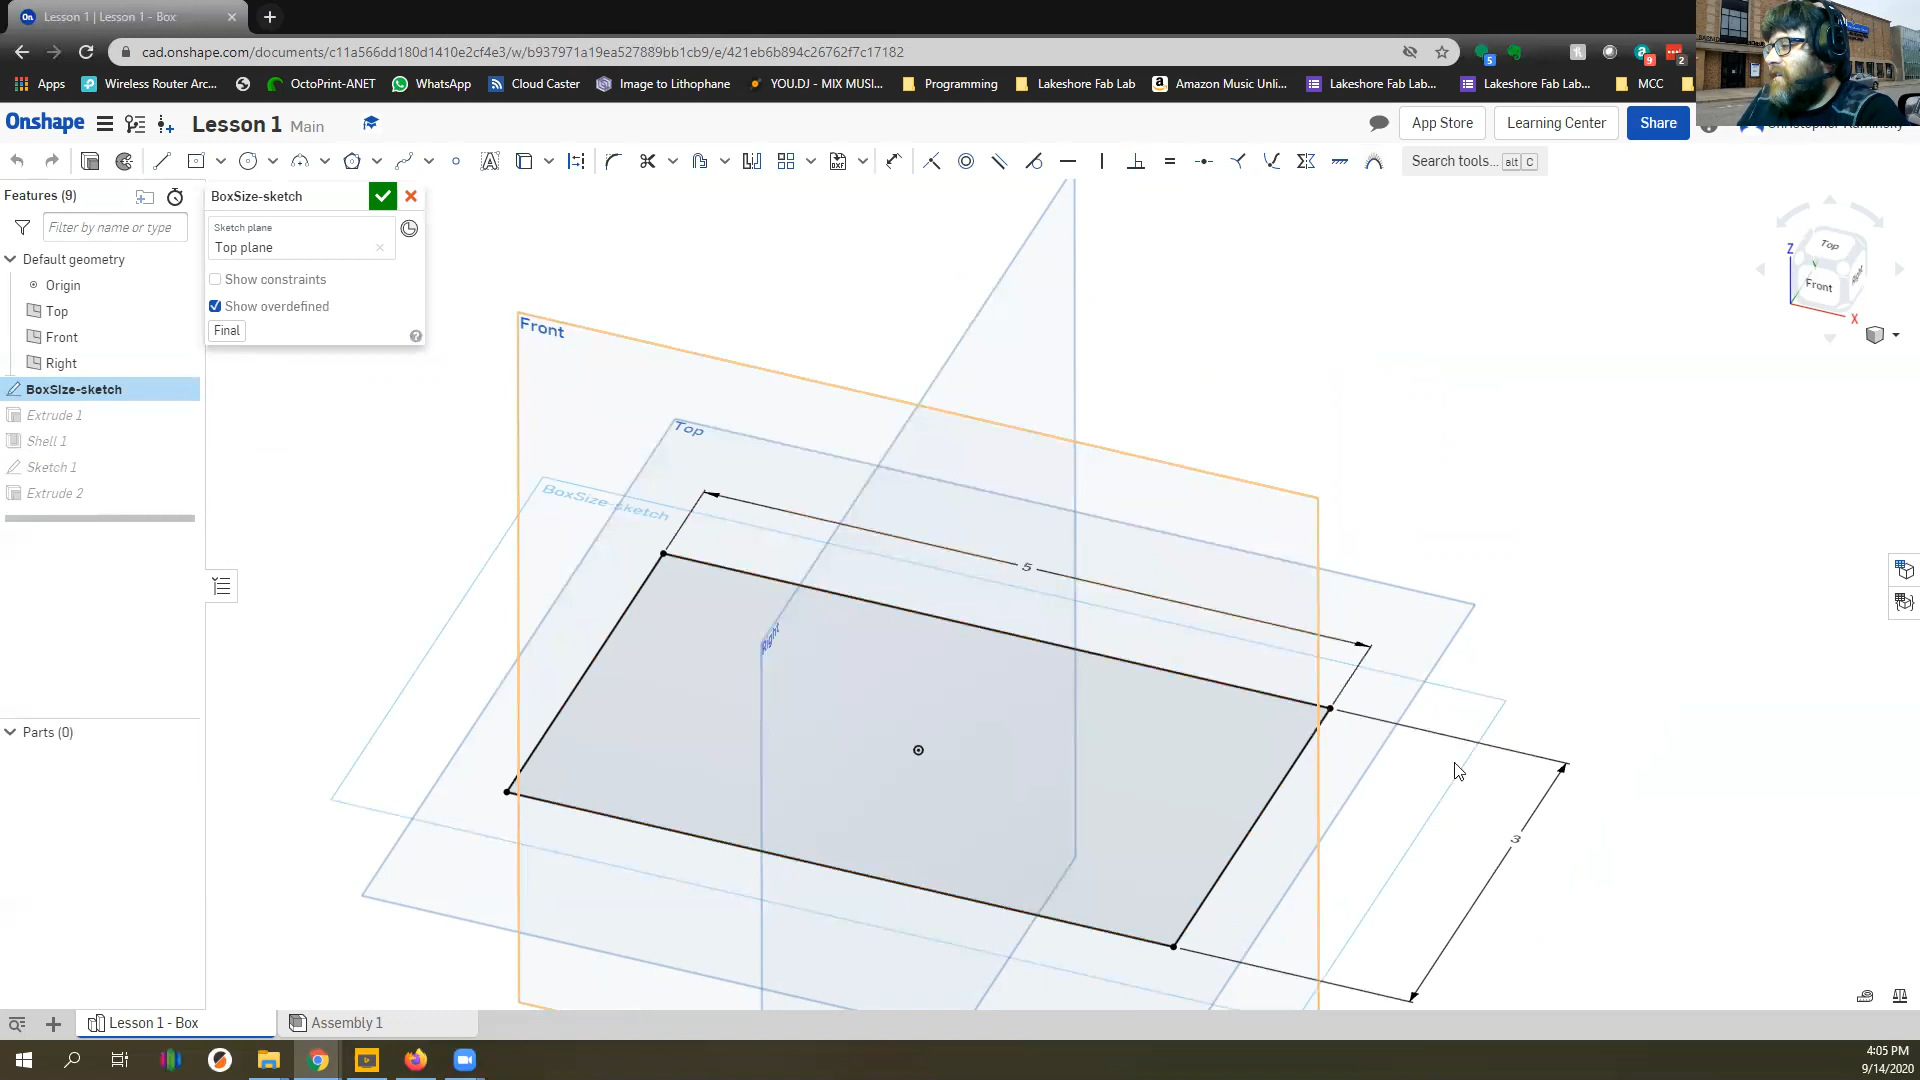 Lesson 1 | Lesson 1 - Box
cad.onshape.com/documents/c11a566dd180d1410e2cf4e3/w/b937971a19ea527889bb1cb9/e/421eb6b894c26762f7c17182
Apps
Wireless Router Arc...
OctoPrint-ANET
WhatsApp
Cloud Caster
Image to Lithophane
YOU.DJ - MIX MUSI...
Programming
Lakeshore Fab Lab
Amazon Music Unli...
Lakeshore Fab Lab...
Lakeshore Fab Lab...
MCC
5
9
2
Onshape
Lesson 1 Main
App Store
Learning Center
Share
Search tools... alt C
Features (9)
Filter by name or type
Default geometry
Origin
Top
Front
Right
BoxSize-sketch
Extrude 1
Shell 1
Sketch 1
Extrude 2
Parts (0)
BoxSize-sketch
Sketch plane
Top plane
Show constraints
Show overdefined
Final
Front
Top
BoxSize-sketch
Right
5
3
Top
Front
Z
X
Lesson 1 - Box
Assembly 1
4:05 PM
9/14/2020